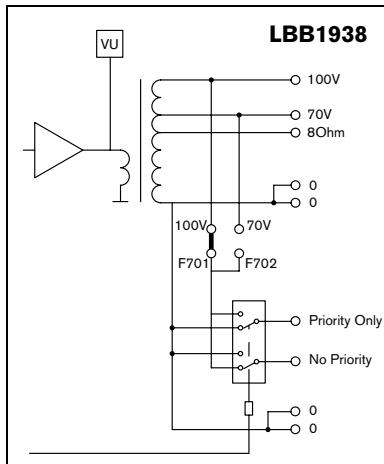 LBB1938
VU
100V
70V
8Ohm
0
0
100V 70V
F701 F702
Priority Only
No Priority
0
0